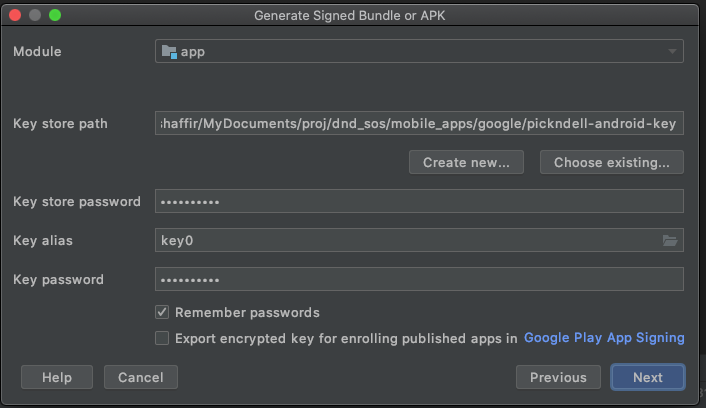 Generate Signed Bundle or APK
Module
app
Key store path
haffir/MyDocuments/proj/dnd_sos/mobile_apps/google/pickndell-android-key
Create new...
Choose existing...
Key store password
••••••••••
Key alias
key0
Key password
••••••••••
Remember passwords
Export encrypted key for enrolling published apps in Google Play App Signing
Help
Cancel
Previous
Next